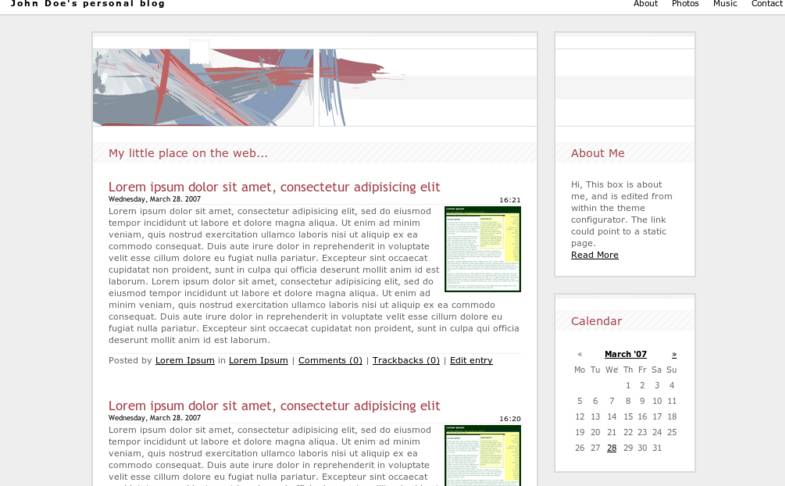 John Doe's personal blog
About Photos Music Contact
My little place on the web...
Lorem ipsum dolor sit amet, consectetur adipisicing elit
Wednesday, March 28. 2007
16:21
Lorem ipsum dolor sit amet, consectetur adipisicing elit, sed do eiusmod
tempor incididunt ut labore et dolore magna aliqua. Ut enim ad minim
veniam, quis nostrud exercitation ullamco laboris nisi ut aliquip ex ea
commodo consequat. Duis aute irure dolor in reprehenderit in voluptate
velit esse cillum dolore eu fugiat nulla pariatur. Excepteur sint occaecat
cupidatat non proident, sunt in culpa qui officia deserunt mollit anim id est
laborum. Lorem ipsum dolor sit amet, consectetur adipisicing elit, sed do
eiusmod tempor incididunt ut labore et dolore magna aliqua. Ut enim ad
minim veniam, quis nostrud exercitation ullamco laboris nisi ut aliquip ex ea commodo
consequat. Duis aute irure dolor in reprehenderit in voluptate velit esse cillum dolore eu
fugiat nulla pariatur. Excepteur sint occaecat cupidatat non proident, sunt in culpa qui officia
deserunt mollit anim id est laborum.
Posted by Lorem Ipsum in Lorem Ipsum | Comments (0) | Trackbacks (0) | Edit entry
Lorem ipsum dolor sit amet, consectetur adipisicing elit
Wednesday, March 28. 2007
16:20
Lorem ipsum dolor sit amet, consectetur adipisicing elit, sed do eiusmod
tempor incididunt ut labore et dolore magna aliqua. Ut enim ad minim
veniam, quis nostrud exercitation ullamco laboris nisi ut aliquip ex ea
commodo consequat. Duis aute irure dolor in reprehenderit in voluptate
velit esse cillum dolore eu fugiat nulla pariatur. Excepteur sint occaecat
About Me
Hi, This box is about
me, and is edited from
within the theme
configurator. The link
could point to a static
page.
Read More
Calendar
« March '07 »
Mo Tu We Th Fr Sa Su
1 2 3 4
5 6 7 8 9 10 11
12 13 14 15 16 17 18
19 20 21 22 23 24 25
26 27 28 29 30 31